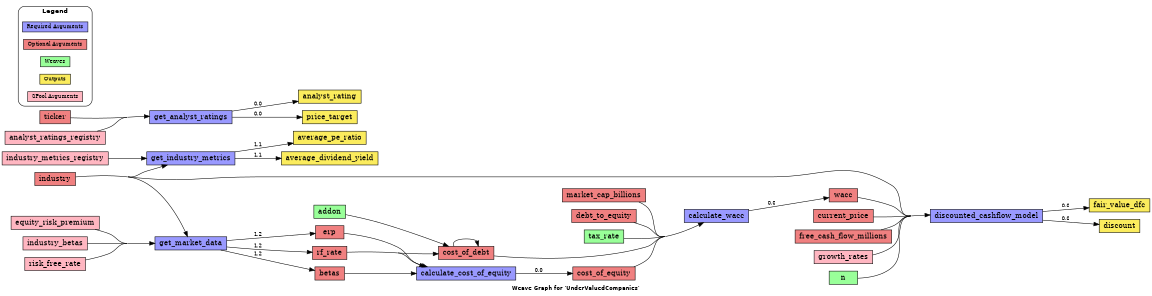 Legend
Required Arguments
Optional Arguments
Weaves
Outputs
SPool Arguments
ticker
analyst_ratings_registry
industry_metrics_registry
industry
equity_risk_premium
industry_betas
risk_free_rate
get_analyst_ratings
get_industry_metrics
get_market_data
0.0
0.0
1.1
1.1
1.2
1.2
1.2
analyst_rating
price_target
average_pe_ratio
average_dividend_yield
addon
erp
rf_rate
betas
cost_of_debt
calculate_cost_of_equity
0.0
market_cap_billions
debt_to_equity
tax_rate
cost_of_equity
calculate_wacc
0.0
wacc
current_price
free_cash_flow_millions
growth_rates
n
discounted_cashflow_model
0.0
0.0
fair_value_dfc
discount
Weave Graph for 'UnderValuedCompanies'